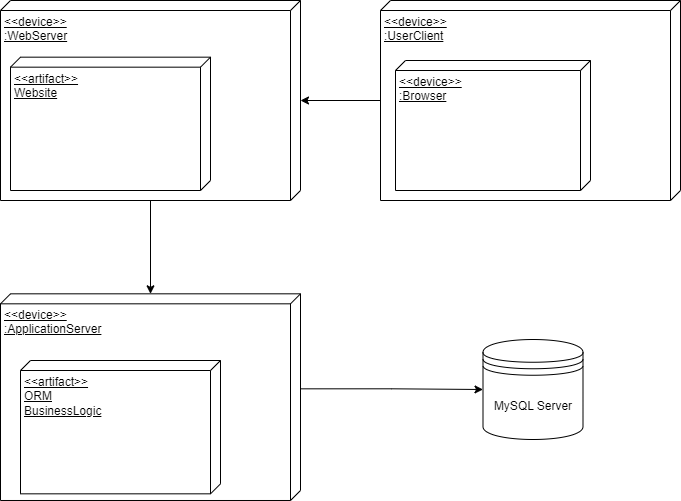 <<device>>
:WebServer
<<artifact>>
Website
<<device>>
:UserClient
<<device>>
:Browser
<<device>>
:ApplicationServer
<<artifact>>
ORM
BusinessLogic
MySQL Server